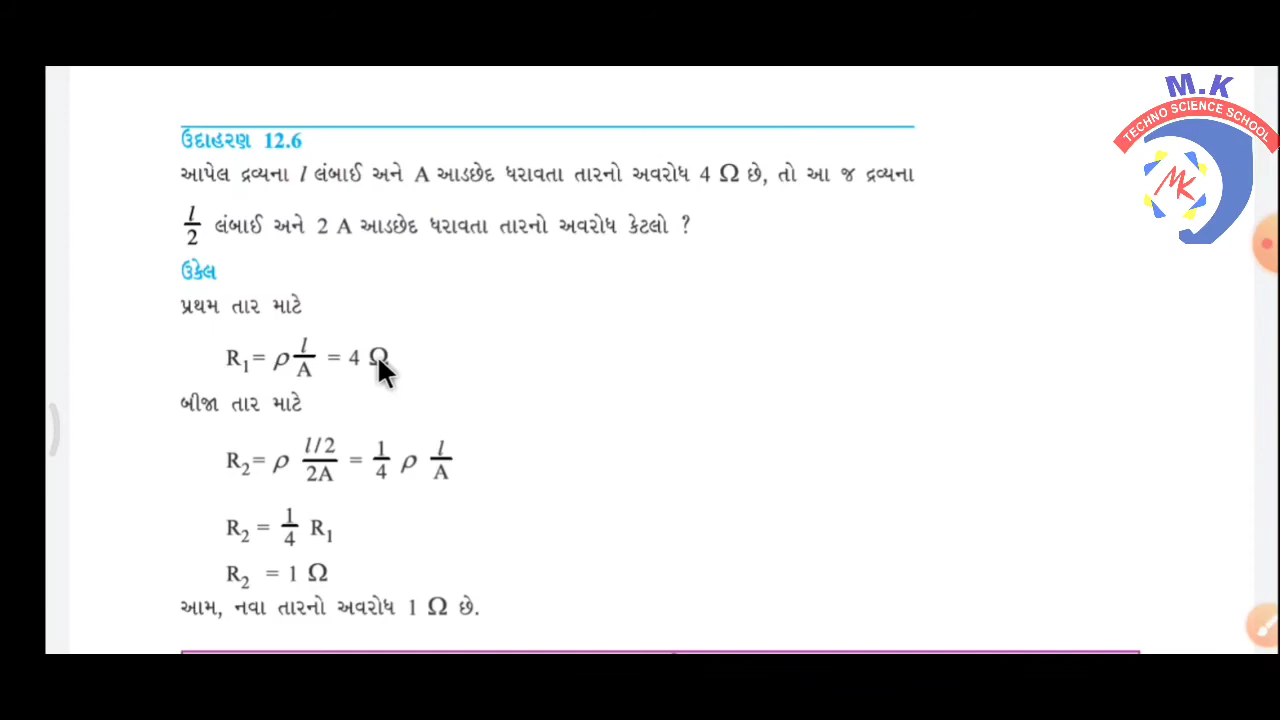 M.K
TECHNO SCIENCE SCHOOL
MK
ઉદાહરણ 12.6
આપેલ દ્રવ્યના l લંબાઈ અને A આડછેદ ધરાવતા તારનો અવરોધ 4 Ω છે, તો આ જ દ્રવ્યના
l/2 લંબાઈ અને 2 A આડછેદ ધરાવતા તારનો અવરોધ કેટલો ?
ઉકેલ
પ્રથમ તાર માટે
R₁= ρ l/A = 4 Ω
બીજા તાર માટે
R₂= ρ (l/2)/(2A) = 1/4 ρ l/A
R₂ = 1/4 R₁
R₂ = 1 Ω
આમ, નવા તારનો અવરોધ 1 Ω છે.